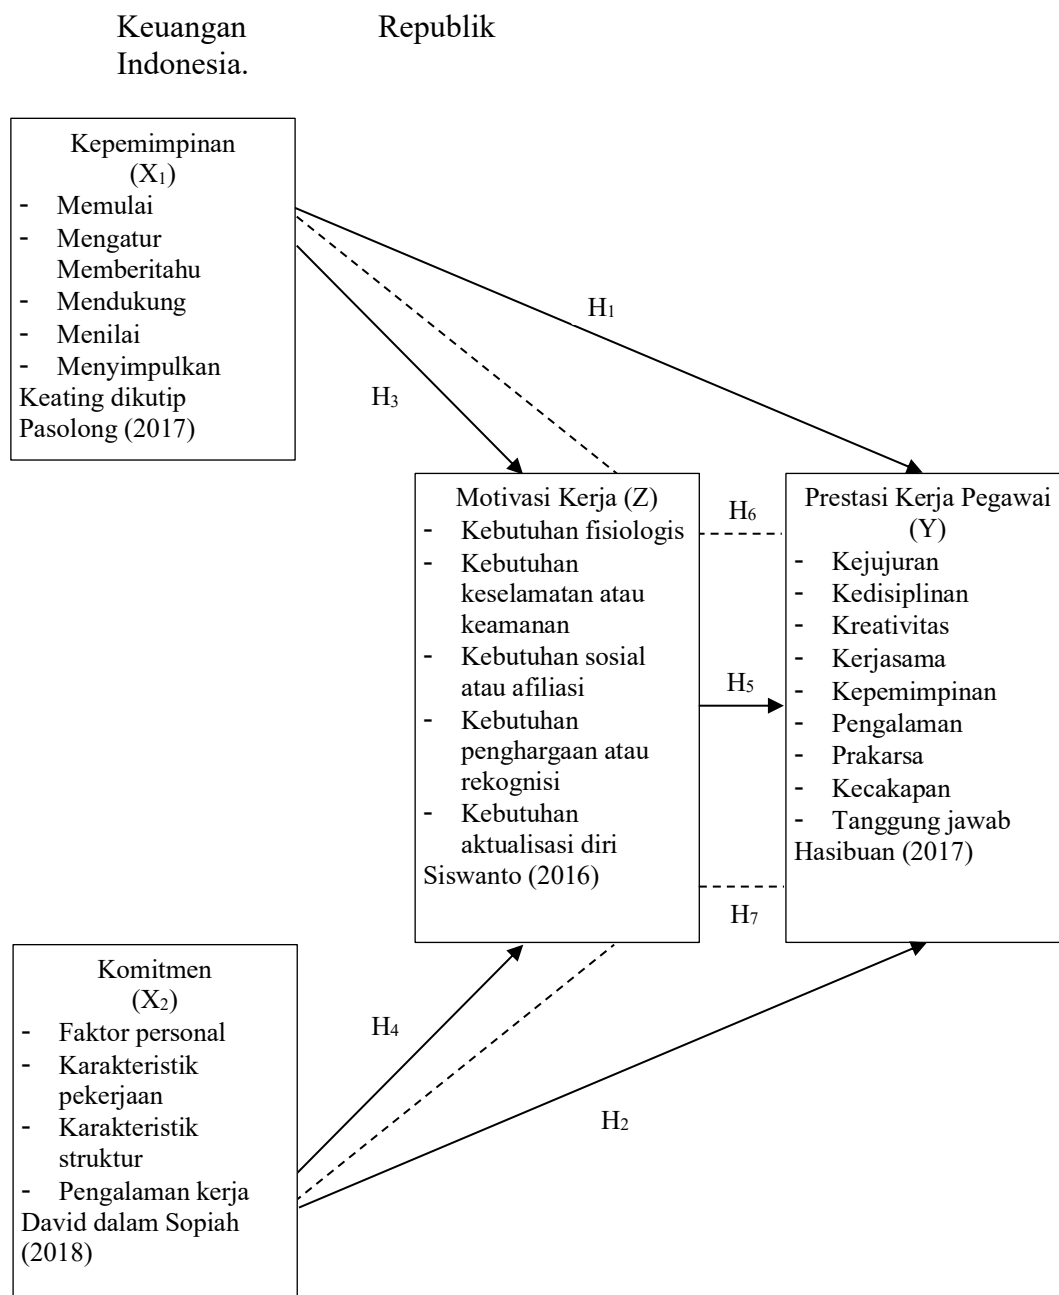 Keuangan Republik
Indonesia.
Kepemimpinan
(X₁)
- Memulai
- Mengatur
Memberitahu
- Mendukung
- Menilai
- Menyimpulkan
Keating dikutip
Pasolong (2017)
H₁
H₃
Motivasi Kerja (Z)
- Kebutuhan fisiologis
- Kebutuhan
keselamatan atau
keamanan
- Kebutuhan sosial
atau afiliasi
- Kebutuhan
penghargaan atau
rekognisi
- Kebutuhan
aktualisasi diri
Siswanto (2016)
H₆
H₅
H₇
Prestasi Kerja Pegawai
(Y)
- Kejujuran
- Kedisiplinan
- Kreativitas
- Kerjasama
- Kepemimpinan
- Pengalaman
- Prakarsa
- Kecakapan
- Tanggung jawab
Hasibuan (2017)
Komitmen
(X₂)
- Faktor personal
- Karakteristik
pekerjaan
- Karakteristik
struktur
- Pengalaman kerja
David dalam Sopiah
(2018)
H₄
H₂